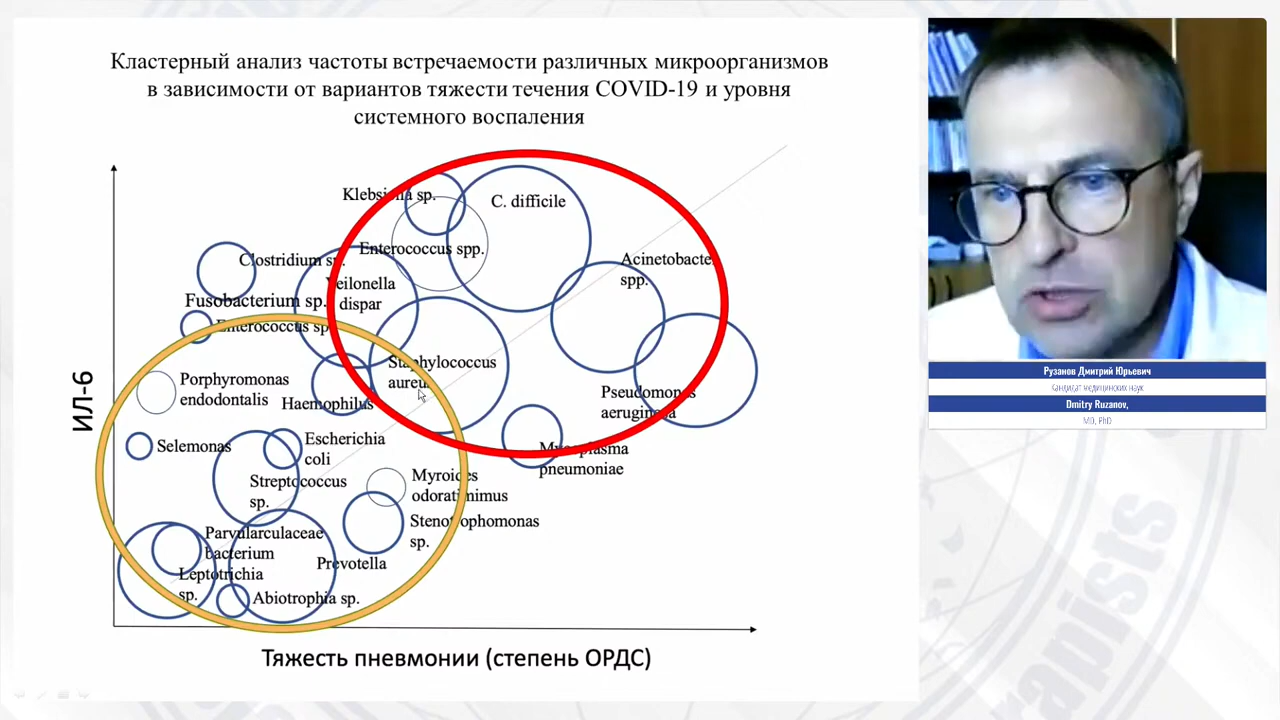 Кластерный анализ частоты встречаемости различных микроорганизмов
в зависимости от вариантов тяжести течения COVID-19 и уровня
системного воспаления
Klebsiella sp.
C. difficile
Enterococcus spp.
Clostridium sp.
Acinetobacte
spp.
Veilonella
dispar
Fusobacterium sp.
Enterococcus sp
Staphylococcus
aureus
Porphyromonas
endodontalis
Haemophilus
Pseudomonas
aeruginosa
ИЛ-6
Selemonas
Escherichia
coli
Mycoplasma
pneumoniae
Streptococcus
sp.
Myroides
odoratimimus
Stenotrophomonas
sp.
Parvularculaceae
bacterium
Prevotella
Leptotrichia
sp.
Abiotrophia sp.
Тяжесть пневмонии (степень ОРДС)
Рузанов Дмитрий Юрьевич
Кандидат медицинских наук
Dmitry Ruzanov,
MD, PhD
rapists